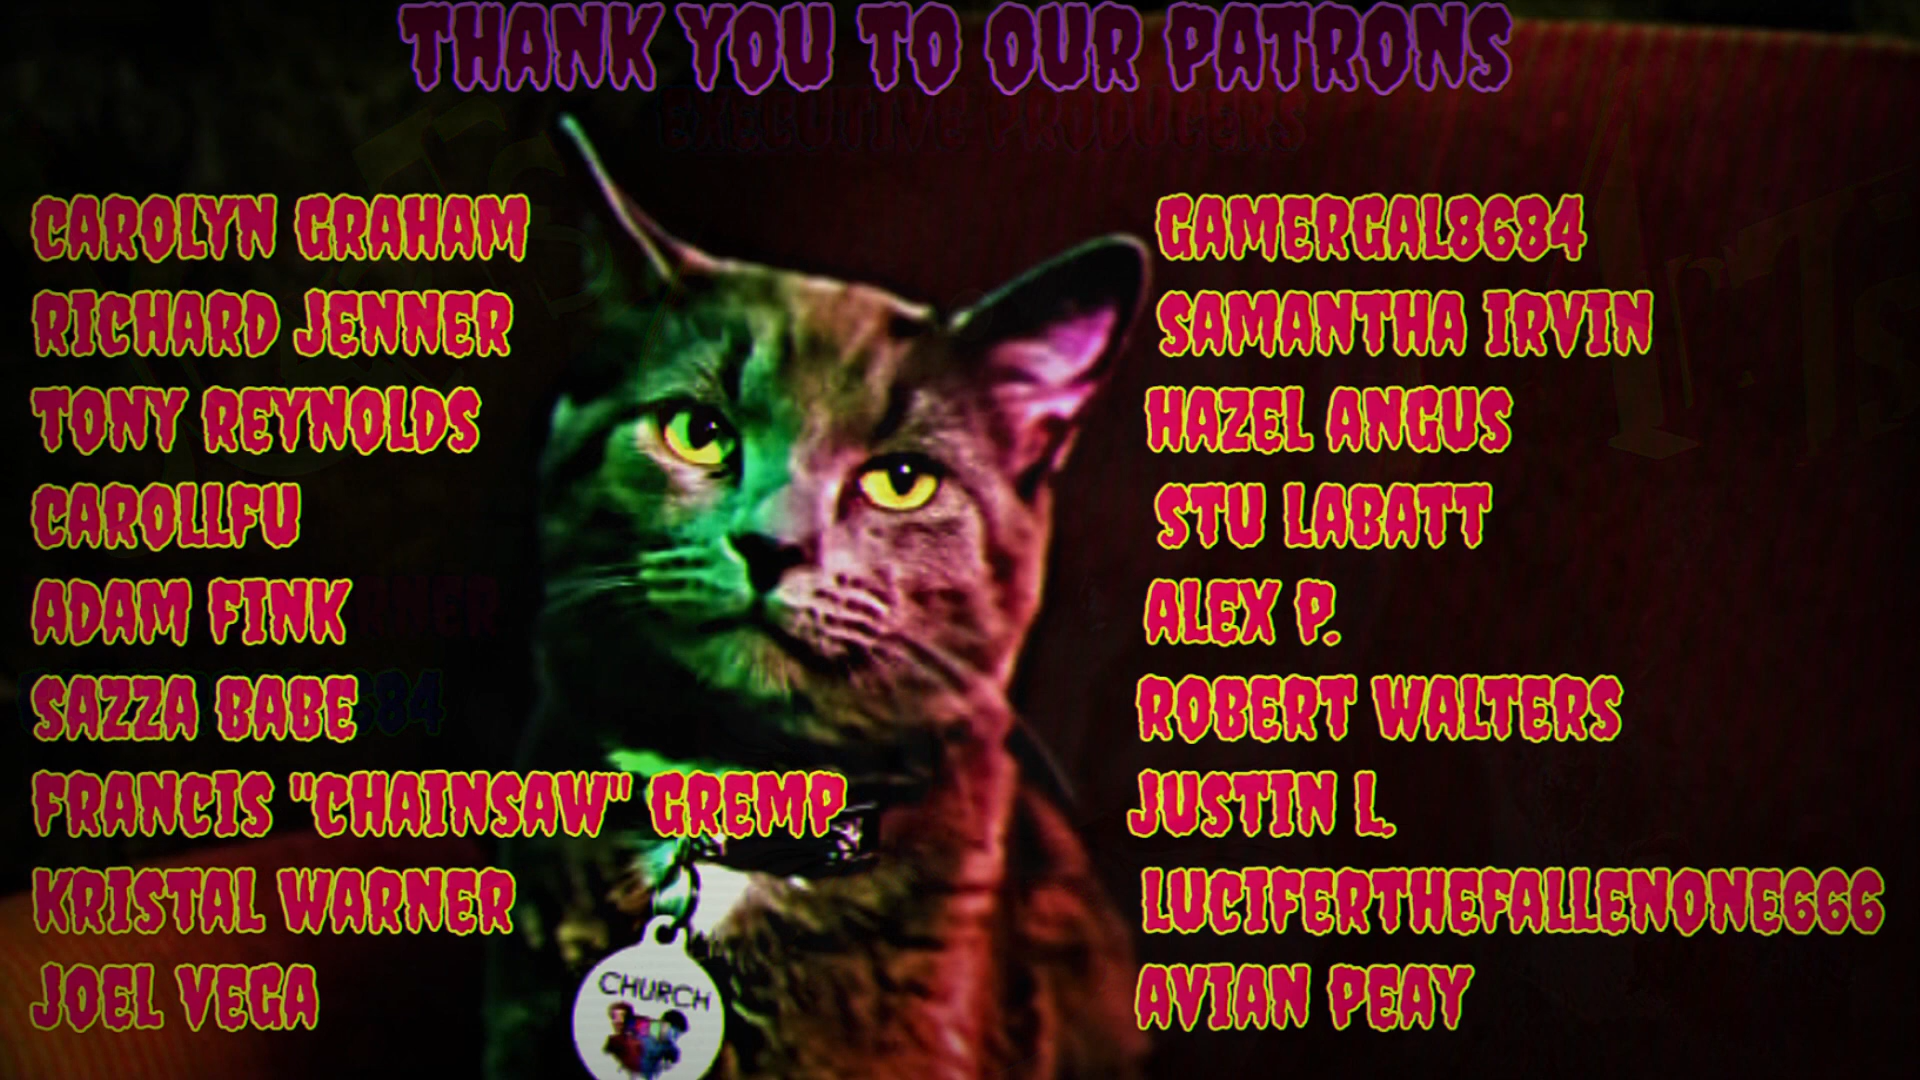 THANK YOU TO OUR PATRONS
EXECUTIVE PRODUCERS
CAROLYN GRAHAM
RICHARD JENNER
TONY REYNOLDS
CAROLLFU
ADAM FINK
SAZZA BABE
FRANCIS "CHAINSAW" GREMP
KRISTAL WARNER
JOEL VEGA
GAMERGAL8684
SAMANTHA IRVIN
HAZEL ANGUS
STU LABATT
ALEX P.
ROBERT WALTERS
JUSTIN L.
LUCIFERTHEFALLENONE666
AVIAN PEAY
CHURCH